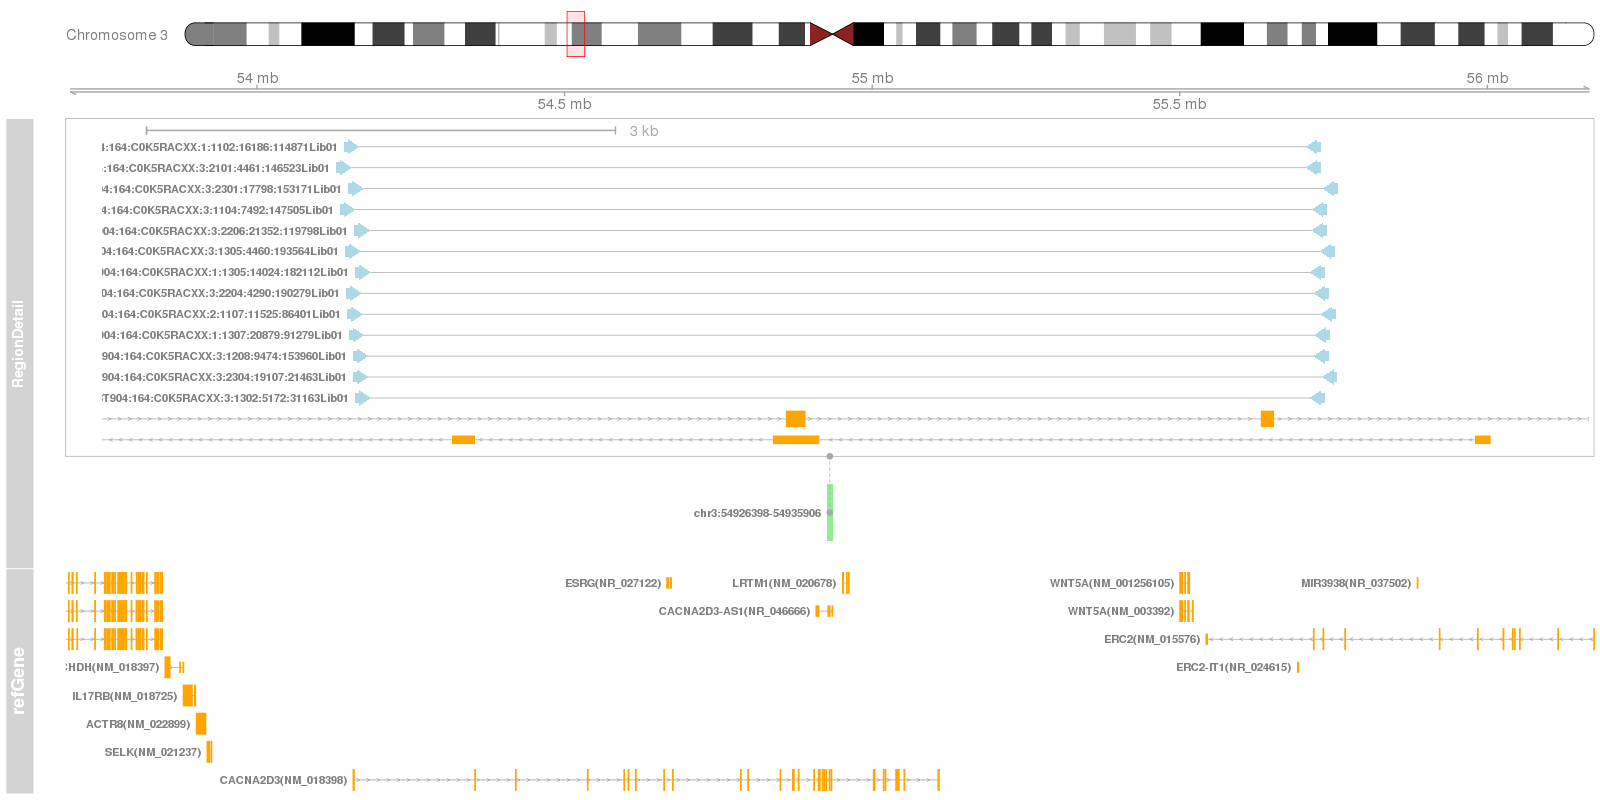 Chromosome 3
54 mb
55 mb
56 mb
54.5 mb
55.5 mb
RegionDetail
3 kb
:164:C0K5RACXX:1:1102:16186:114871Lib01
:164:C0K5RACXX:3:2101:4461:146523Lib01
4:164:C0K5RACXX:3:2301:17798:153171Lib01
4:164:C0K5RACXX:3:1104:7492:147505Lib01
04:164:C0K5RACXX:3:2206:21352:119798Lib01
04:164:C0K5RACXX:3:1305:4460:193564Lib01
904:164:C0K5RACXX:1:1305:14024:182112Lib01
04:164:C0K5RACXX:3:2204:4290:190279Lib01
04:164:C0K5RACXX:2:1107:11525:86401Lib01
904:164:C0K5RACXX:1:1307:20879:91279Lib01
904:164:C0K5RACXX:3:1208:9474:153960Lib01
904:164:C0K5RACXX:3:2304:19107:21463Lib01
T904:164:C0K5RACXX:3:1302:5172:31163Lib01
chr3:54926398-54935906
refGene
ESRG(NR_027122)
LRTM1(NM_020678)
WNT5A(NM_001256105)
MIR3938(NR_037502)
CACNA2D3-AS1(NR_046666)
WNT5A(NM_003392)
ERC2(NM_015576)
CHDH(NM_018397)
ERC2-IT1(NR_024615)
IL17RB(NM_018725)
ACTR8(NM_022899)
SELK(NM_021237)
CACNA2D3(NM_018398)